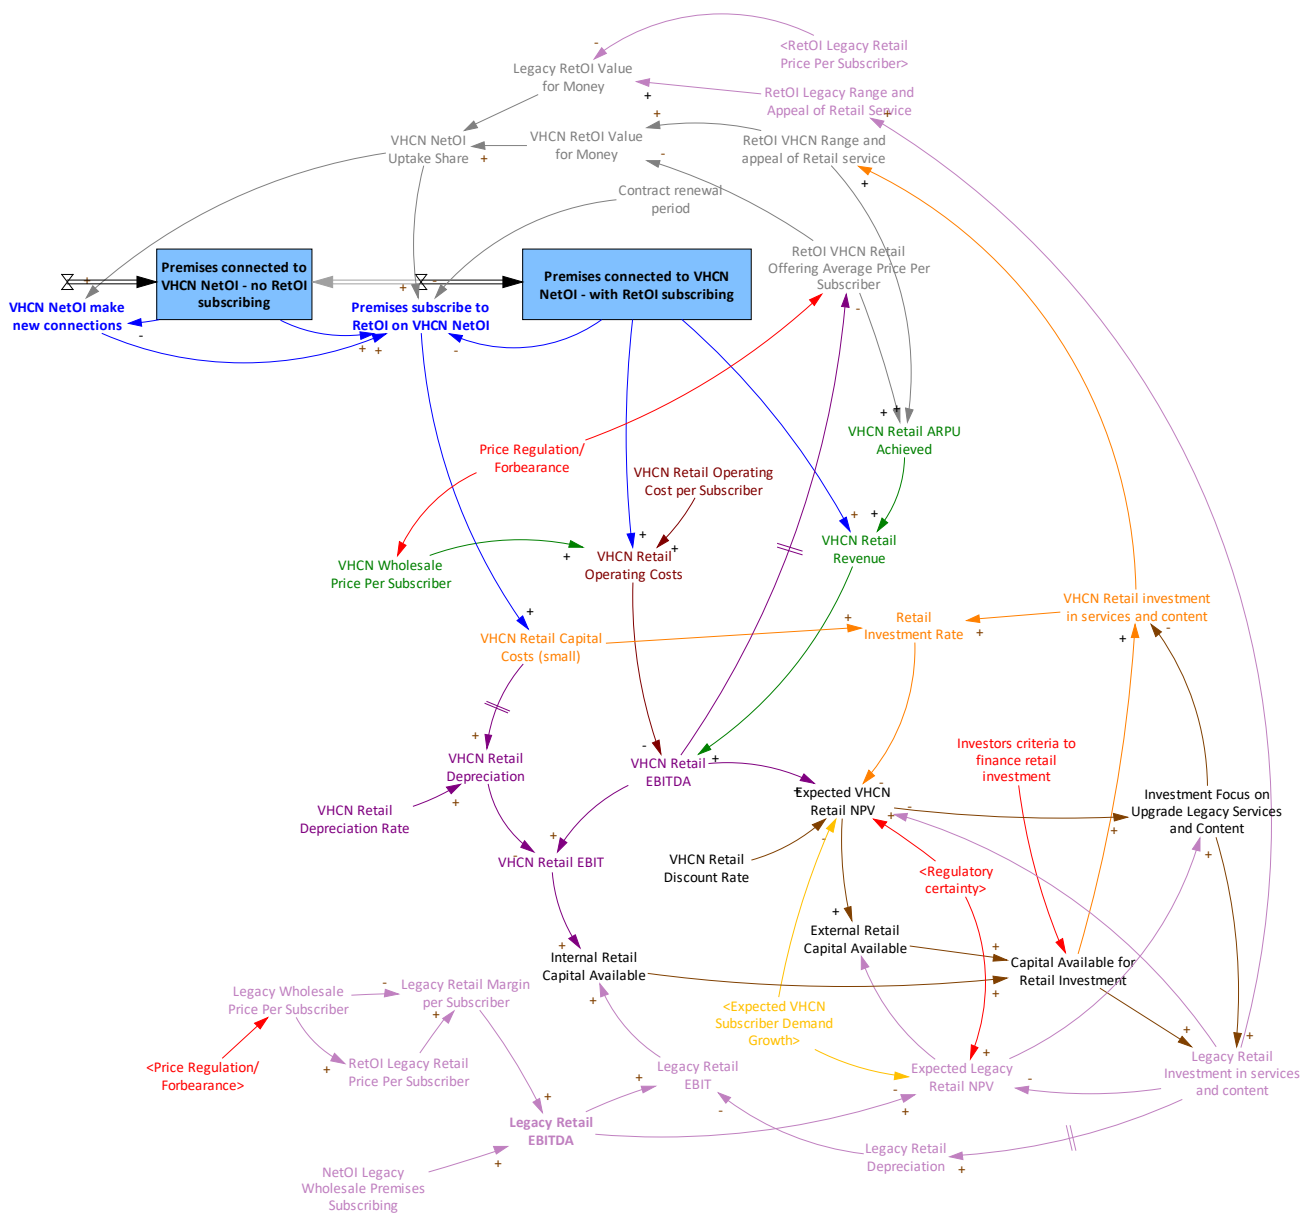 <RetOI Legacy Retail
Price Per Subscriber>
Legacy RetOI Value
for Money
RetOI Legacy Range and
Appeal of Retail Service
VHCN NetOI
Uptake Share
VHCN RetOI Value
for Money
RetOI VHCN Range and
appeal of Retail service
Contract renewal
period
Premises connected to
VHCN NetOI - no RetOI
subscribing
Premises connected to VHCN
NetOI - with RetOI subscribing
RetOI VHCN Retail
Offering Average Price Per
Subscriber
VHCN NetOI make
new connections
Premises subscribe to
RetOI on VHCN NetOI
Price Regulation/
Forbearance
VHCN Retail ARPU
Achieved
VHCN Retail Operating
Cost per Subscriber
VHCN Wholesale
Price Per Subscriber
VHCN Retail
Operating Costs
VHCN Retail
Revenue
VHCN Retail Capital
Costs (small)
Retail
Investment Rate
VHCN Retail investment
in services and content
VHCN Retail
Depreciation
VHCN Retail
EBITDA
Investors criteria to
finance retail
investment
VHCN Retail
Depreciation Rate
Expected VHCN
Retail NPV
Investment Focus on
Upgrade Legacy Services
and Content
VHCN Retail EBIT
VHCN Retail
Discount Rate
<Regulatory
certainty>
External Retail
Capital Available
Internal Retail
Capital Available
Capital Available for
Retail Investment
Legacy Wholesale
Price Per Subscriber
Legacy Retail Margin
per Subscriber
<Expected VHCN
Subscriber Demand
Growth>
<Price Regulation/
Forbearance>
RetOI Legacy Retail
Price Per Subscriber
Legacy Retail
EBIT
Expected Legacy
Retail NPV
Legacy Retail
Investment in services
and content
Legacy Retail
EBITDA
Legacy Retail
Depreciation
NetOI Legacy
Wholesale Premises
Subscribing